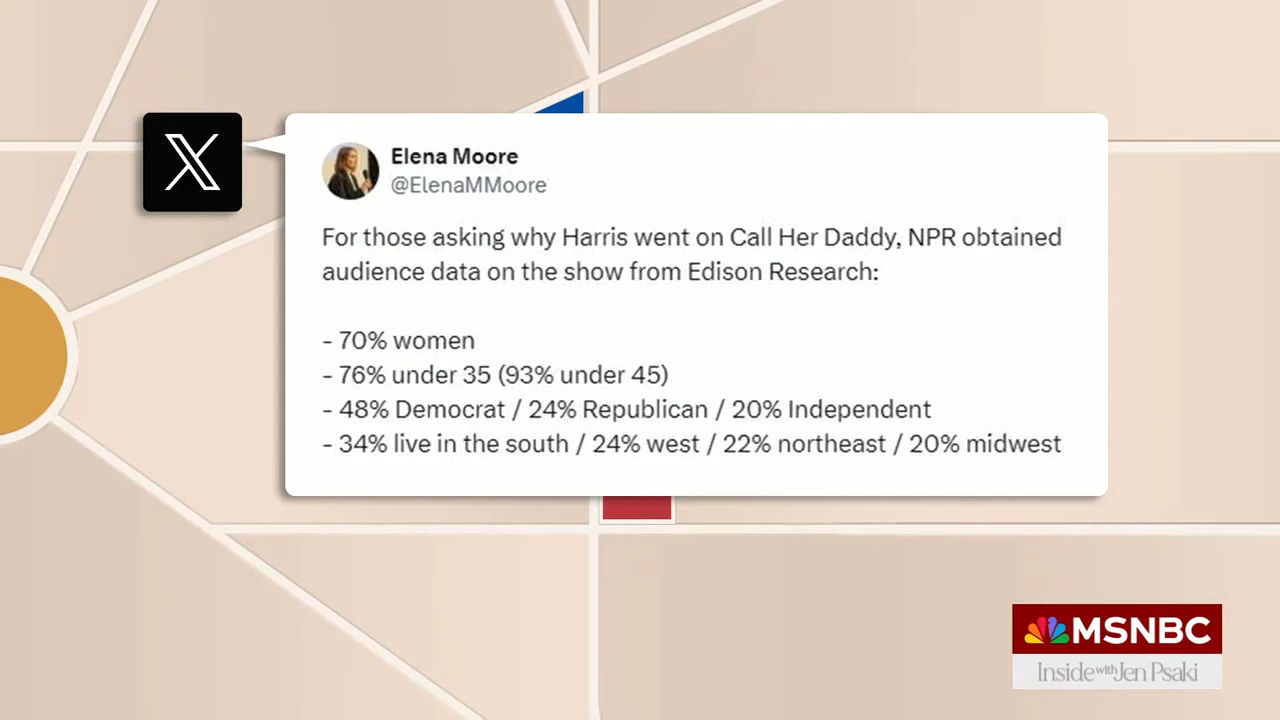 Elena Moore
@ElenaMMoore
For those asking why Harris went on Call Her Daddy, NPR obtained
audience data on the show from Edison Research:
- 70% women
- 76% under 35 (93% under 45)
- 48% Democrat / 24% Republican / 20% Independent
- 34% live in the south / 24% west / 22% northeast / 20% midwest
MSNBC
Inside with Jen Psaki